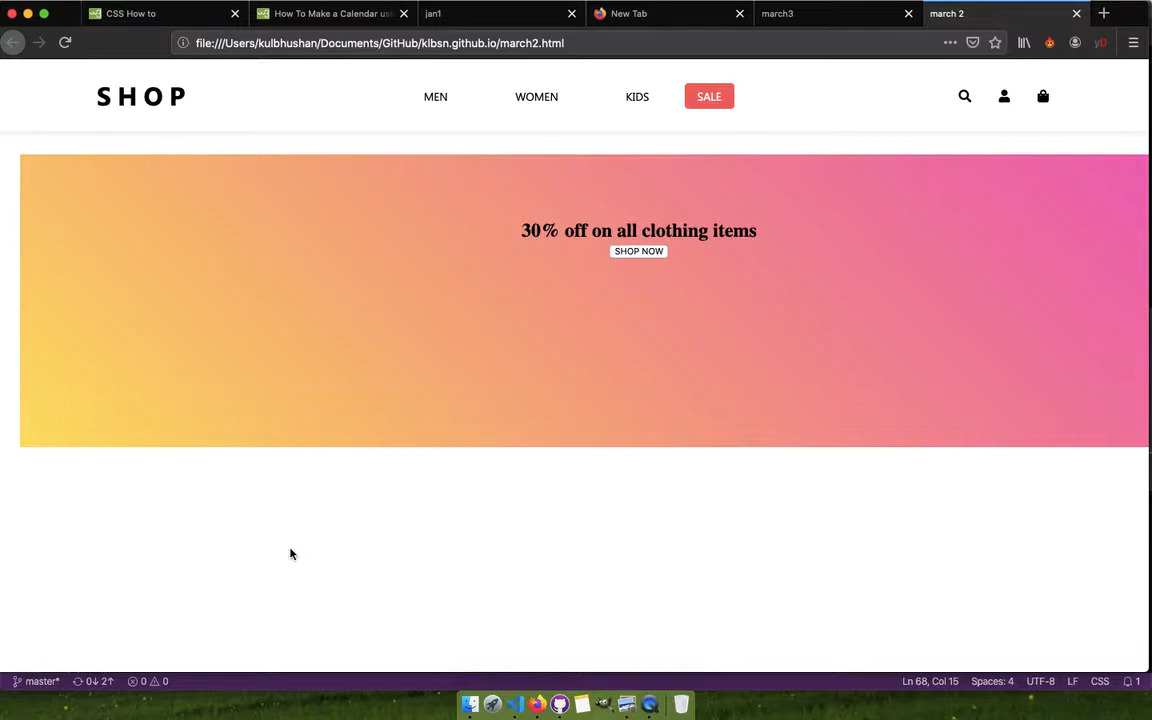 CSS How to
How To Make a Calendar us
jan1
New Tab
march3
march 2
file:///Users/kulbhushan/Documents/GitHub/klbsn.github.io/march2.html
yD
SHOP
MEN
WOMEN
KIDS
SALE
30% off on all clothing items
SHOP NOW
master*
0↓ 2↑
0
0
Ln 68, Col 15
Spaces: 4
UTF-8
LF
CSS
1